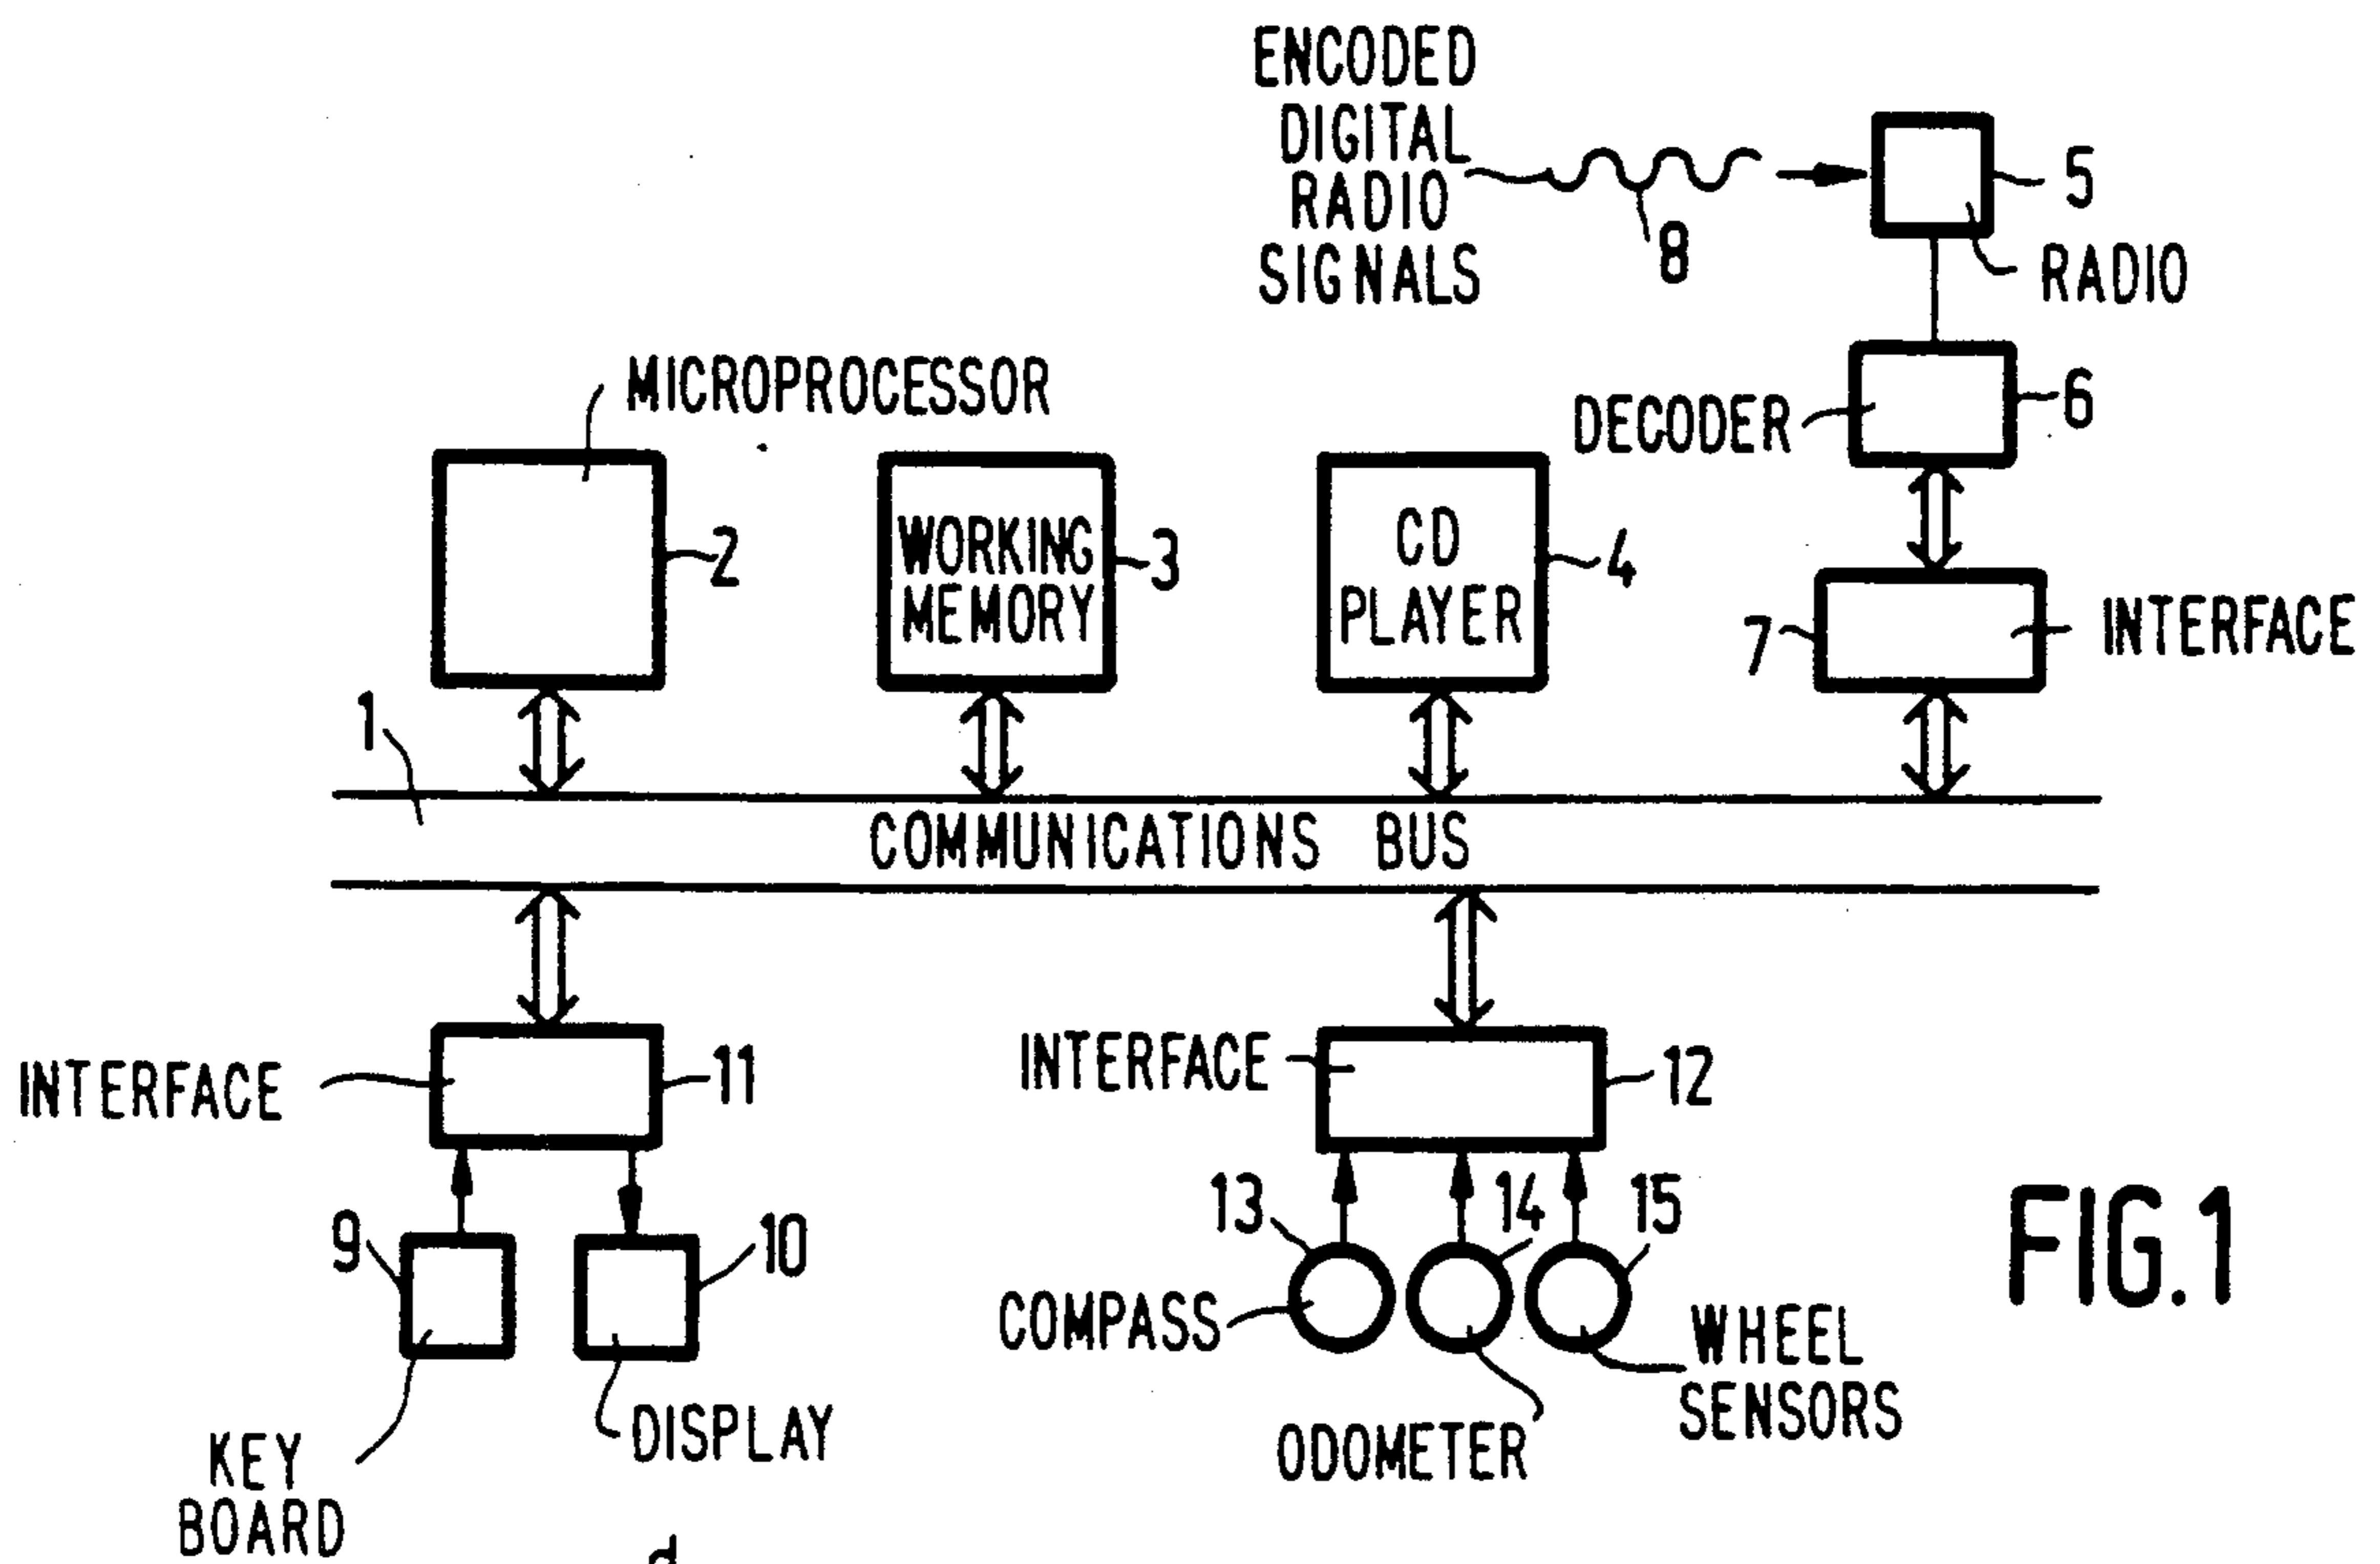 ENCODED
DIGITAL
RADIO
SIGNALS
8
5
RADIO
MICROPROCESSOR
DECODER
6
2
WORKING
MEMORY
3
CD
PLAYER
4
7
INTERFACE
1
COMMUNICATIONS BUS
INTERFACE
11
INTERFACE
12
9
10
13
14
15
FIG.1
COMPASS
WHEEL
SENSORS
DISPLAY
ODOMETER
KEY
BOARD
d